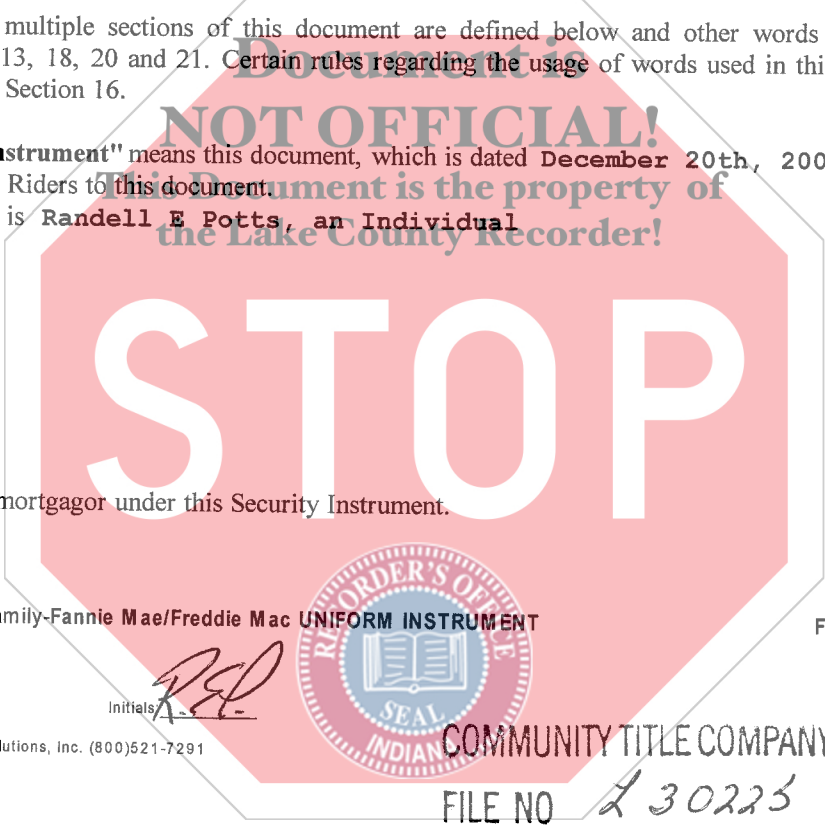 multiple sections of this document are defined below and other words
13, 18, 20 and 21. Certain rules regarding the usage of words used in thi
Section 16.
Document is
NOT OFFICIAL!
nstrument" means this document, which is dated December 20th, 200
Riders to this document.
This Document is the property of
is Randell E Potts, an Individual
the Lake County Recorder!
STOP
mortgagor under this Security Instrument.
RECORDER'S OFFICE
SEAL
INDIANA
amily-Fannie Mae/Freddie Mac UNIFORM INSTRUMENT
F
Initials: R.E.P.
lutions, Inc. (800)521-7291
COMMUNITY TITLE COMPANY
FILE NO L 30225